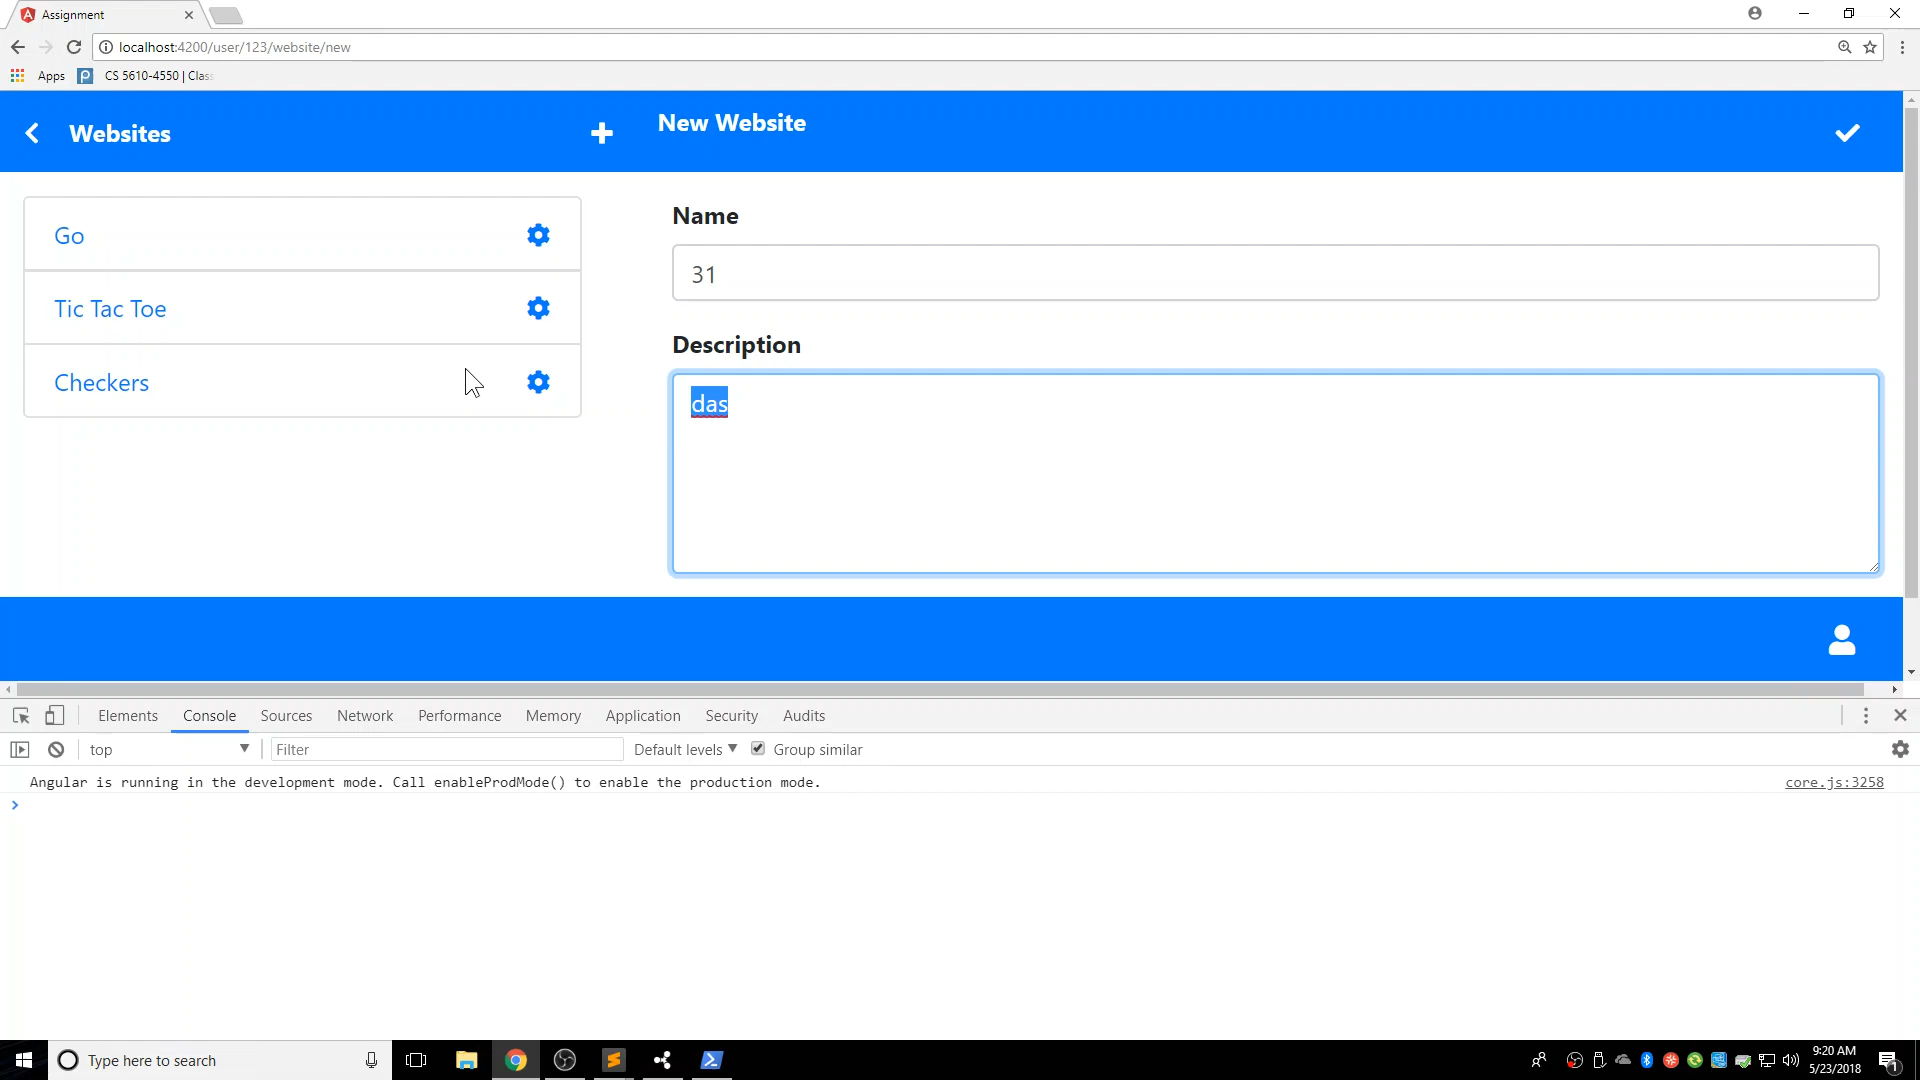 Assignment
localhost:4200/user/123/website/new
Apps
CS 5610-4550 | Clas
Websites
New Website
Go
Tic Tac Toe
Checkers
Name
31
Description
das
Elements Console Sources Network Performance Memory Application Security Audits
top
Filter
Default levels
Group similar
Angular is running in the development mode. Call enableProdMode() to enable the production mode.
core.js:3258
Type here to search
9:20 AM
5/23/2018
1